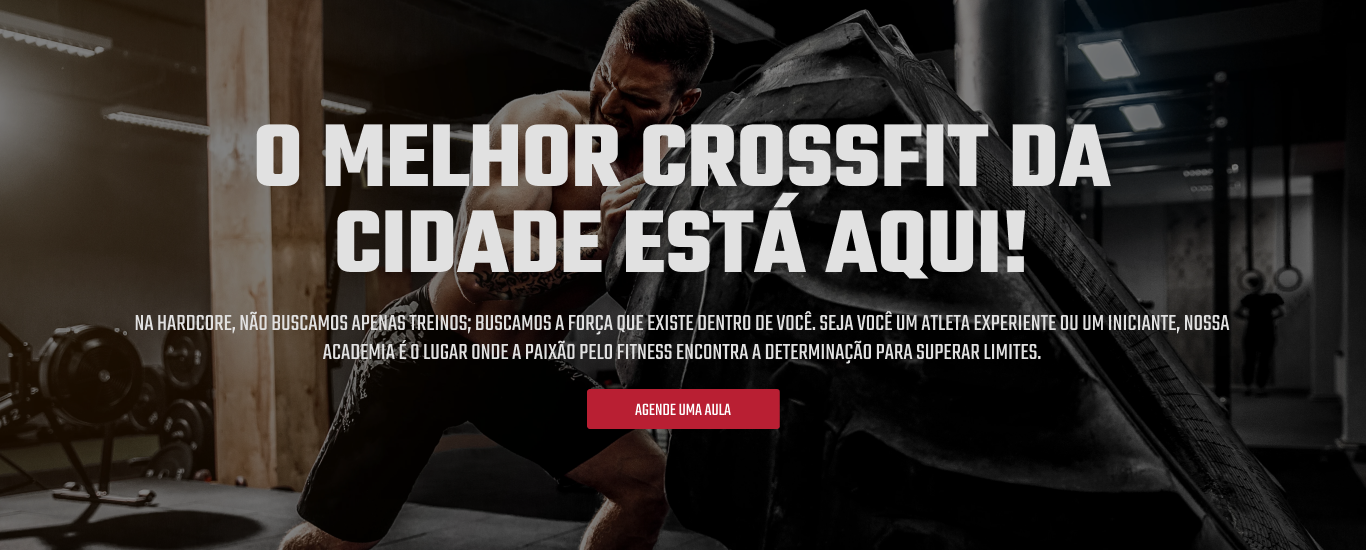 O MELHOR CROSSFIT DA
CIDADE ESTÁ AQUI!
NA HARDCORE, NÃO BUSCAMOS APENAS TREINOS; BUSCAMOS A FORÇA QUE EXISTE DENTRO DE VOCÊ. SEJA VOCÊ UM ATLETA EXPERIENTE OU UM INICIANTE, NOSSA
ACADEMIA É O LUGAR ONDE A PAIXÃO PELO FITNESS ENCONTRA A DETERMINAÇÃO PARA SUPERAR LIMITES.
AGENDE UMA AULA